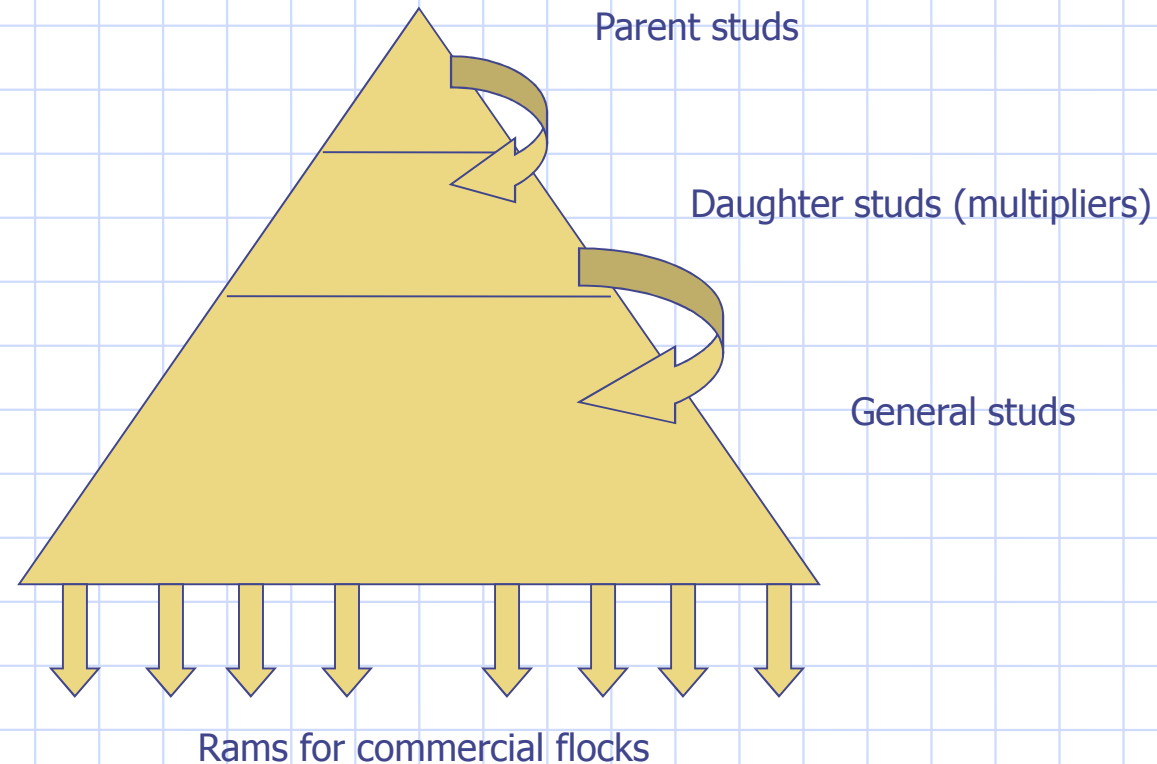 Parent studs
Daughter studs (multipliers)
General studs
Rams for commercial flocks